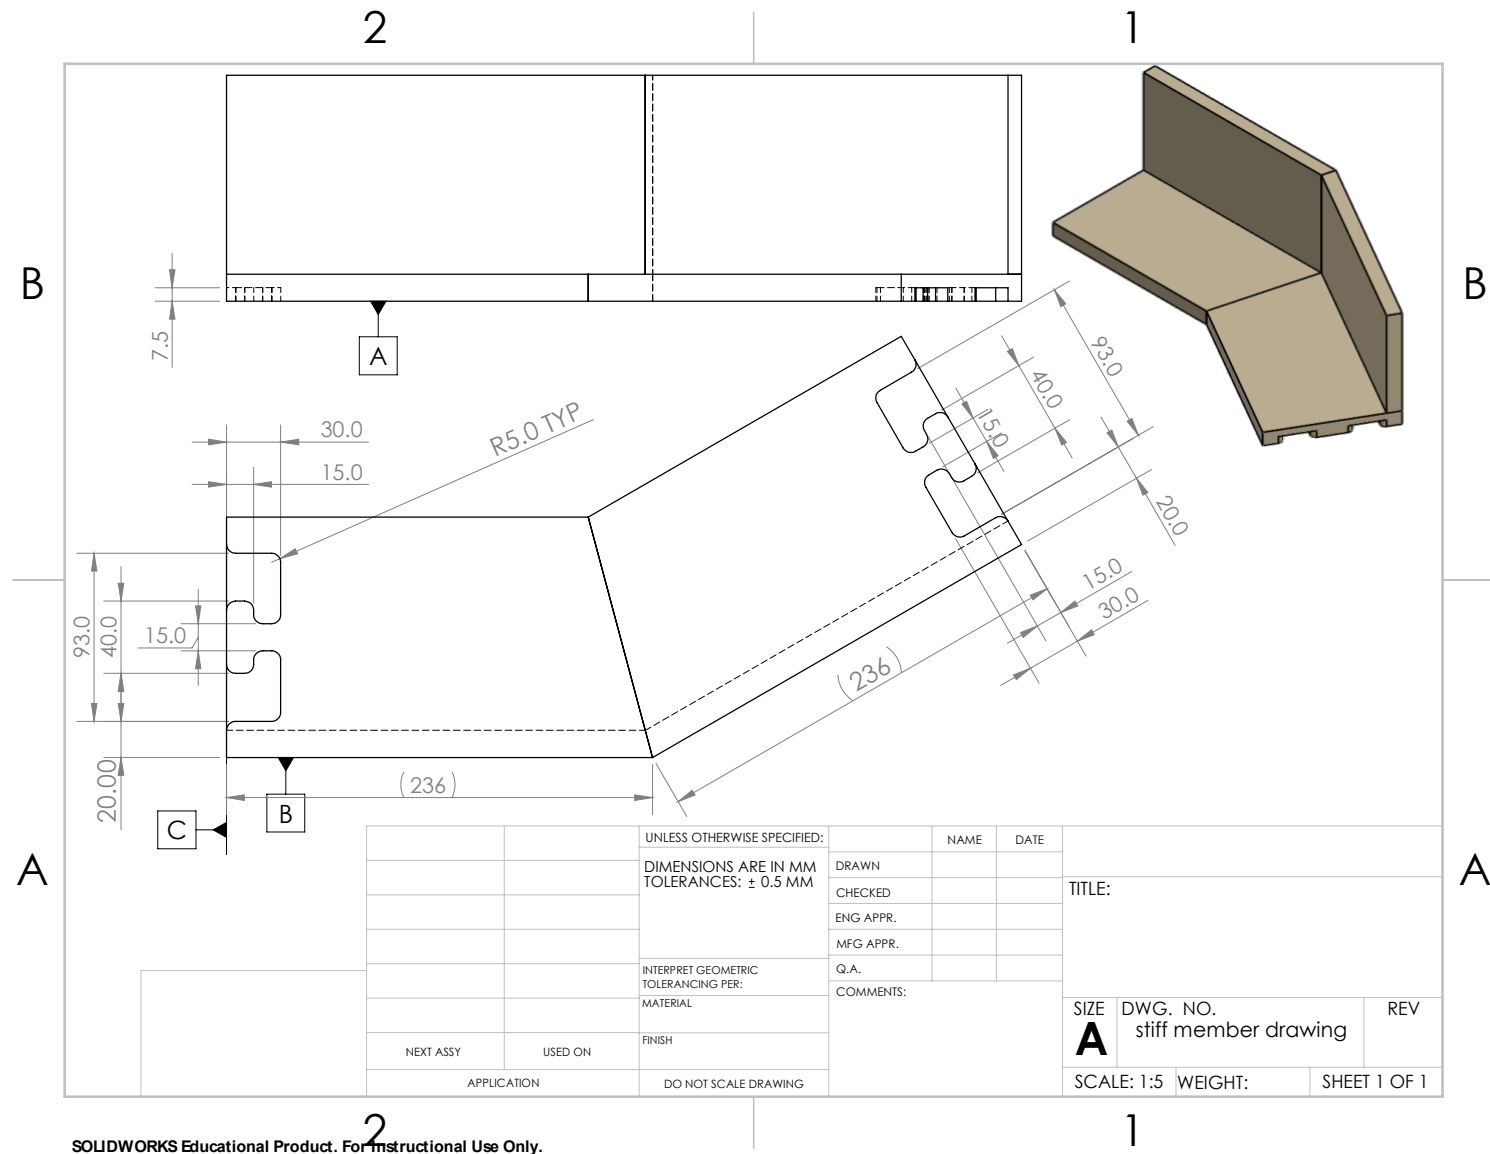 2
1
B
B
7.5
A
93.0
40.0
15.0
20.0
R5.0 TYP
30.0
15.0
93.0
40.0
15.0
20.00
15.0
30.0
(236)
(236)
B
C
A
A
UNLESS OTHERWISE SPECIFIED:
DIMENSIONS ARE IN MM
TOLERANCES: ± 0.5 MM
INTERPRET GEOMETRIC
TOLERANCING PER:
MATERIAL
FINISH
DO NOT SCALE DRAWING
NEXT ASSY
USED ON
APPLICATION
NAME
DATE
DRAWN
CHECKED
ENG APPR.
MFG APPR.
Q.A.
COMMENTS:
TITLE:
SIZE
A
DWG. NO.
stiff member drawing
REV
SCALE: 1:5
WEIGHT:
SHEET 1 OF 1
2
1
SOLIDWORKS Educational Product. For Instructional Use Only.